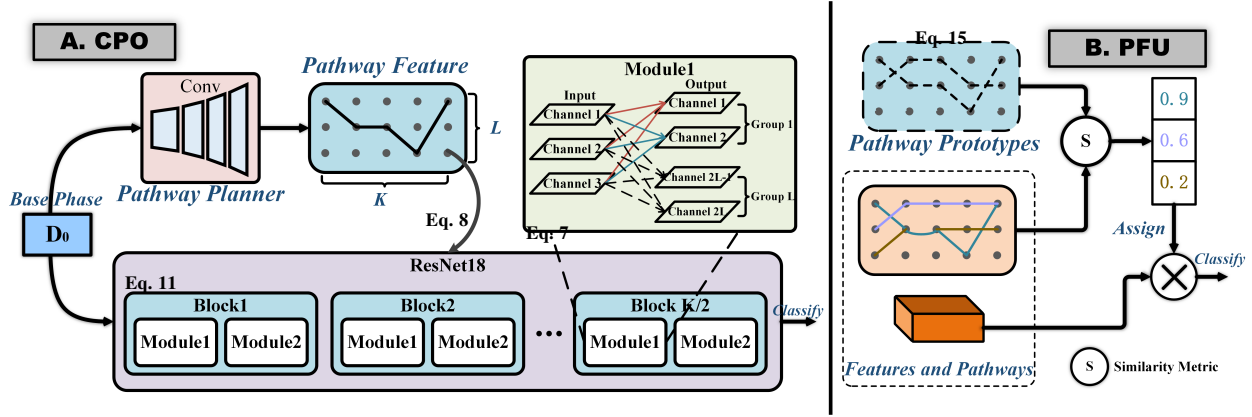 A. CPO
Conv
Pathway Planner
Pathway Feature
L
K
Eq. 8
Base Phase
D0
Module1
Input
Output
Channel 1
Channel 2
Channel 3
Channel 1
Channel 2
Channel 2L-1
Channel 2L
Group 1
Group L
Eq. 7
ResNet18
Eq. 11
Block1
Module1
Module2
Block2
Module1
Module2
...
Block K/2
Module1
Module2
Classify
B. PFU
Eq. 15
Pathway Prototypes
S
0.9
0.6
0.2
Assign
Classify
Features and Pathways
S
Similarity Metric